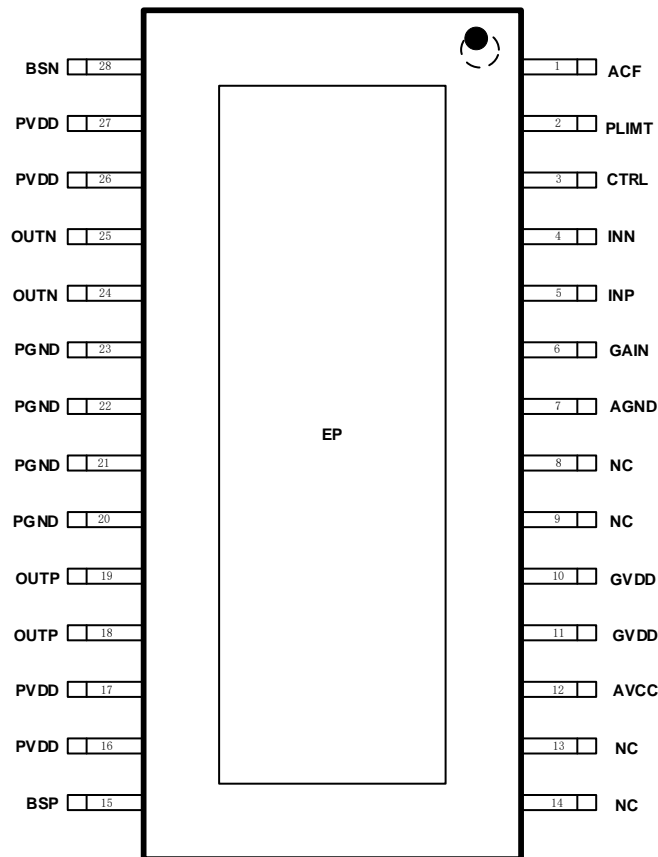 BSN 28 1 ACF
PVDD 27 2 PLIMT
PVDD 26 3 CTRL
OUTN 25 4 INN
OUTN 24 5 INP
PGND 23 6 GAIN
PGND 22 7 AGND
EP
PGND 21 8 NC
PGND 20 9 NC
OUTP 19 10 GVDD
OUTP 18 11 GVDD
PVDD 17 12 AVCC
PVDD 16 13 NC
BSP 15 14 NC